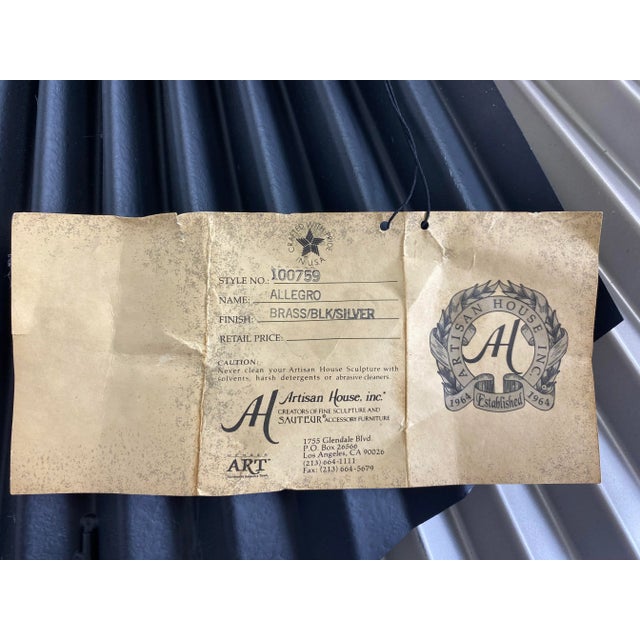 CRAFTED WITH PRIDE
IN U.S.A.
STYLE NO.: 100759
NAME: ALLEGRO
FINISH: BRASS/BLK/SILVER
RETAIL PRICE:
CAUTION:
Never clean your Artisan House Sculpture with
solvents, harsh detergents or abrasive cleaners.
AH Artisan House, inc.®
CREATORS OF FINE SCULPTURE AND
SAUTEUR® ACCESSORY FURNITURE
1755 Glendale Blvd.
P.O. Box 26566
Los Angeles, CA 90026
(213) 664-1111
Fax: (213) 664-5679
MEMBER
ART
ARTISAN HOUSE INC.
AH
1964 Established 1964